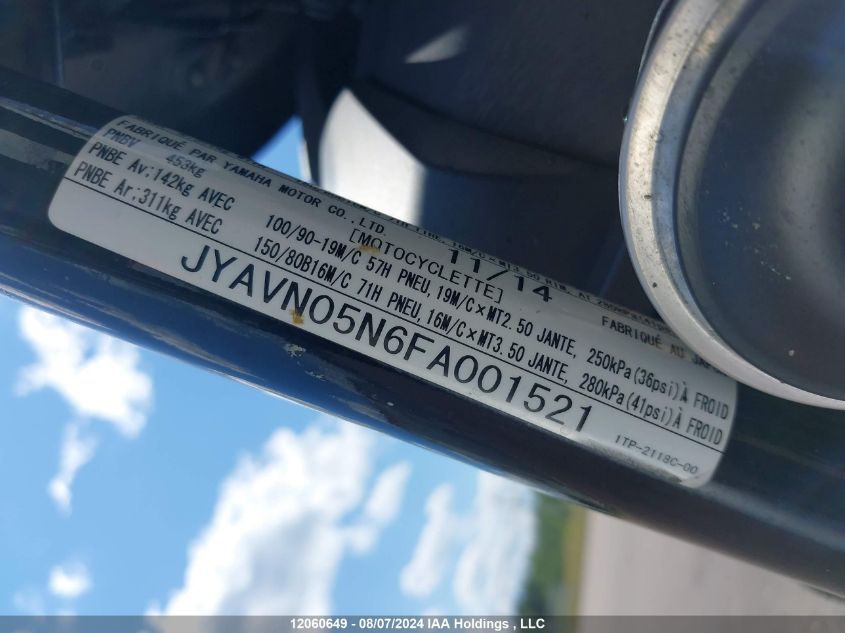 FABRIQUÉ PAR YAMAHA MOTOR CO.,LTD. 11/14 FABRIQUÉ AU
PNBV 453kg [MOTOCYCLETTE]
PNBE Av:142kg AVEC 100/90-19M/C 57H PNEU,19M/C×MT2.50 JANTE, 250kPa(36psi)À FROID
PNBE Ar:311kg AVEC 150/80B16M/C 71H PNEU,16M/C×MT3.50 JANTE, 280kPa(41psi)À FROID
JYAVN05N6FA001521
1TP-2118C-00
12060649 - 08/07/2024 IAA Holdings , LLC